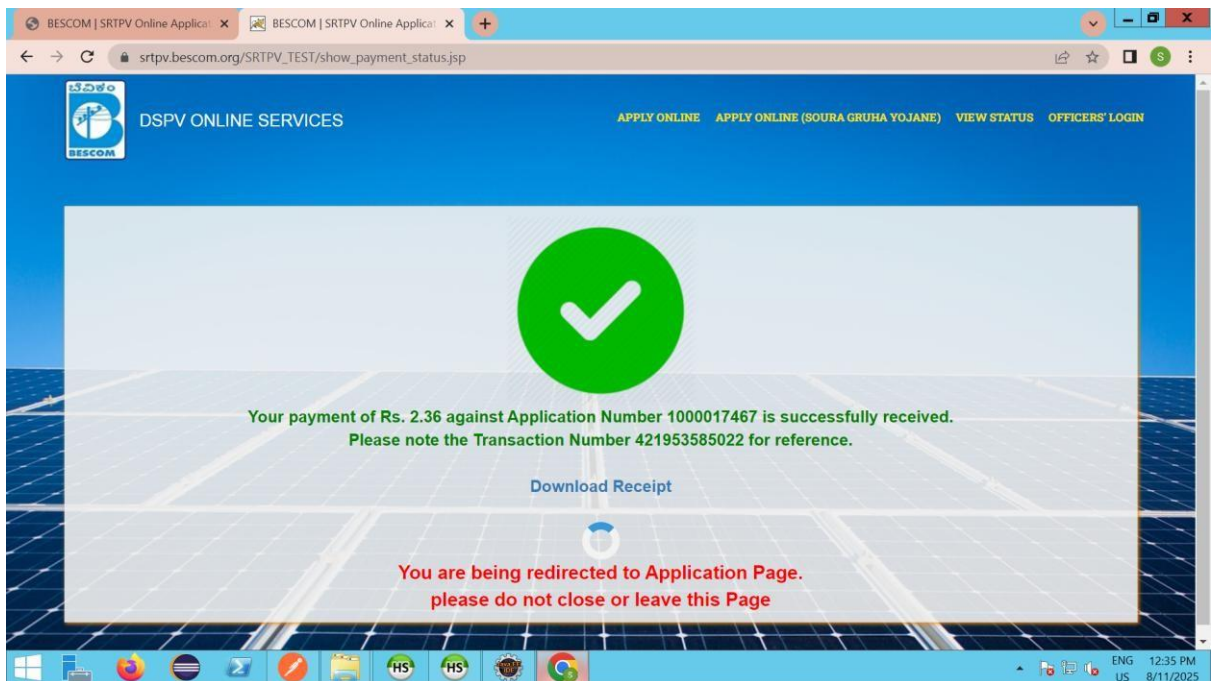 BESCOM | SRTPV Online Applicat
BESCOM | SRTPV Online Applicat
srtpv.bescom.org/SRTPV_TEST/show_payment_status.jsp
S
ಬೆವಿಕಂ
BESCOM
DSPV ONLINE SERVICES
APPLY ONLINE APPLY ONLINE (SOURA GRUHA YOJANE) VIEW STATUS OFFICERS' LOGIN
Your payment of Rs. 2.36 against Application Number 1000017467 is successfully received.
Please note the Transaction Number 421953585022 for reference.
Download Receipt
You are being redirected to Application Page.
please do not close or leave this Page
HS HS
ENG 12:35 PM
US 8/11/2025